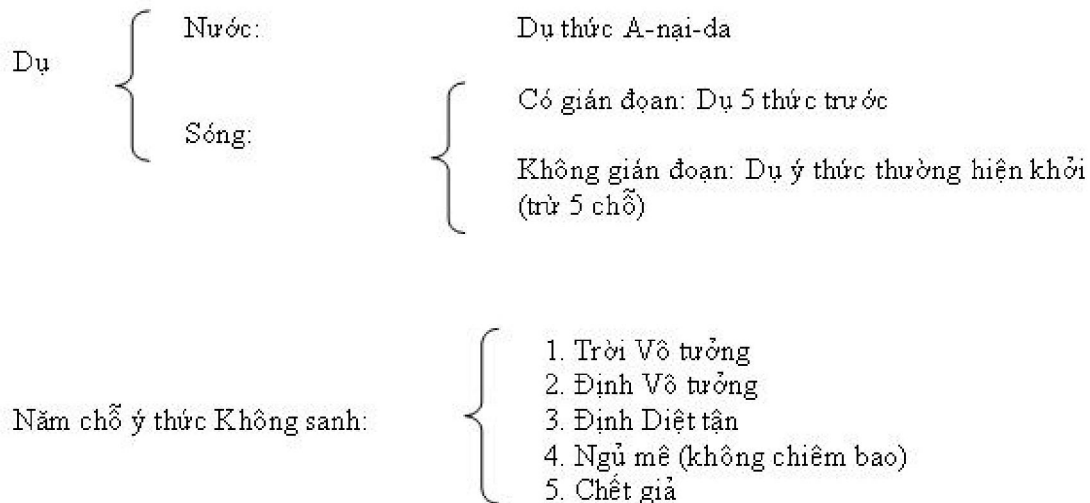 Nước: Dụ thức A-nại-da
Dụ
Có gián đọan: Dụ 5 thức trước
Sóng:
Không gián đoạn: Dụ ý thức thường hiện khởi
(trừ 5 chỗ)
1. Trời Vô tưởng
2. Định Vô tưởng
Năm chỗ ý thức Không sanh: 3. Định Diệt tận
4. Ngủ mê (không chiêm bao)
5. Chết giả